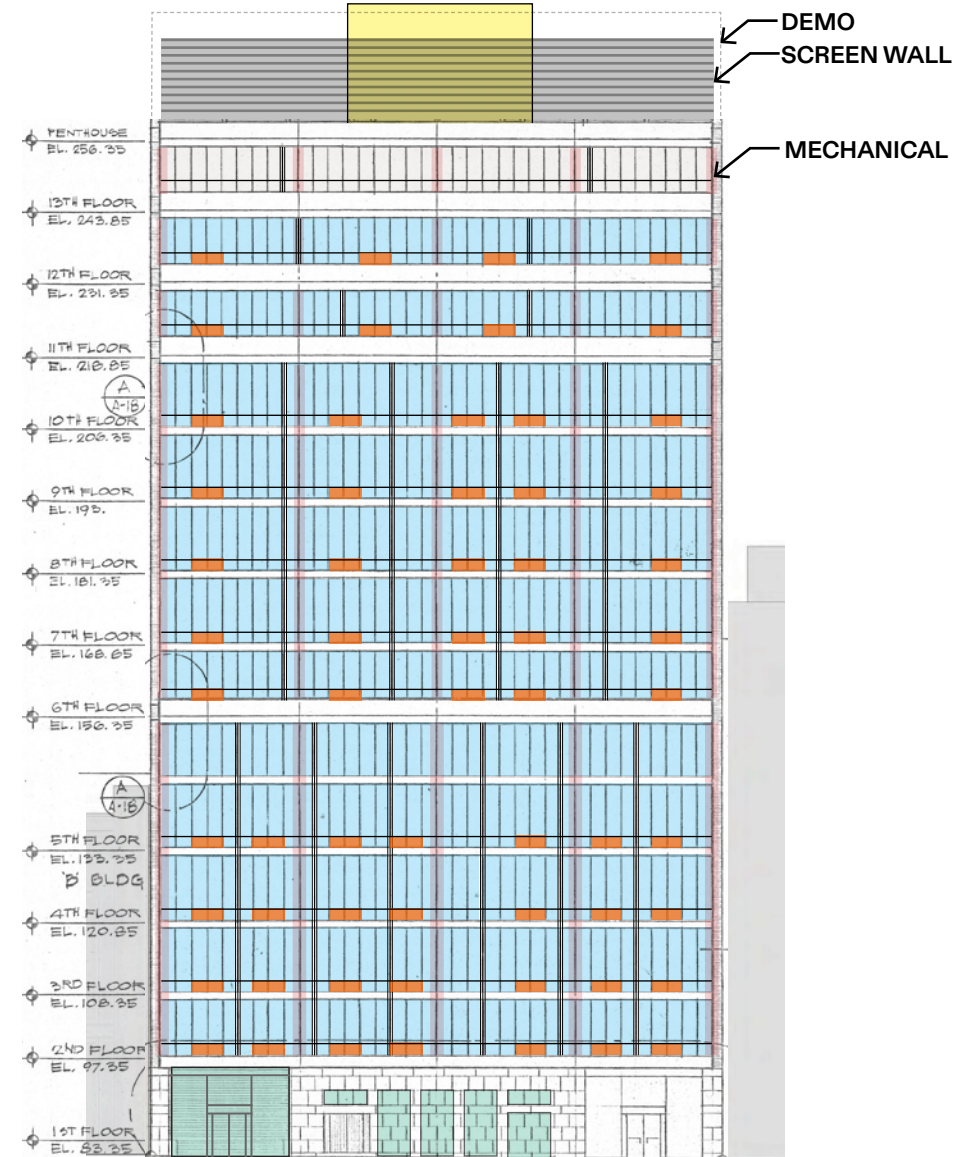 DEMO
SCREEN WALL
MECHANICAL
PENTHOUSE
EL. 256.35
13TH FLOOR
EL. 243.85
12TH FLOOR
EL. 231.35
11TH FLOOR
EL. 218.85
A
A-18
10TH FLOOR
EL. 206.35
9TH FLOOR
EL. 193.
8TH FLOOR
EL. 181.35
7TH FLOOR
EL. 168.85
6TH FLOOR
EL. 156.35
A
A-18
5TH FLOOR
EL. 133.35
'B' BLDG
4TH FLOOR
EL. 120.85
3RD FLOOR
EL. 108.35
2ND FLOOR
EL. 97.35
1ST FLOOR
EL. 83.35